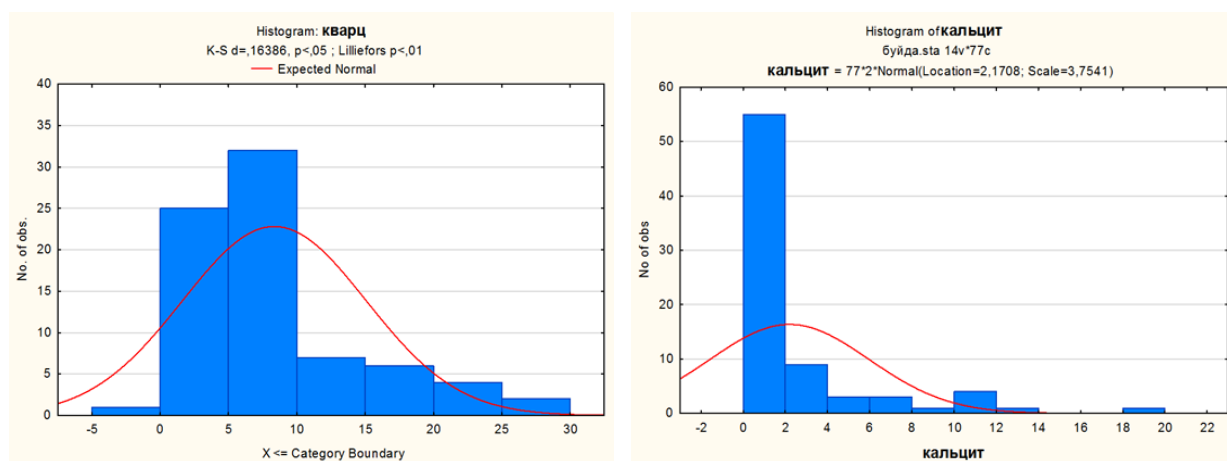 Histogram: кварц
K-S d=,16386, p<,05 ; Lilliefors p<,01
Expected Normal
40
35
30
25
20
15
10
5
0
No. of obs.
-5 0 5 10 15 20 25 30
X <= Category Boundary
Histogram of кальцит
буйда.sta 14v*77c
кальцит = 77*2*Normal(Location=2,1708; Scale=3,7541)
60
50
40
30
20
10
0
No of obs
-2 0 2 4 6 8 10 12 14 16 18 20 22
кальцит